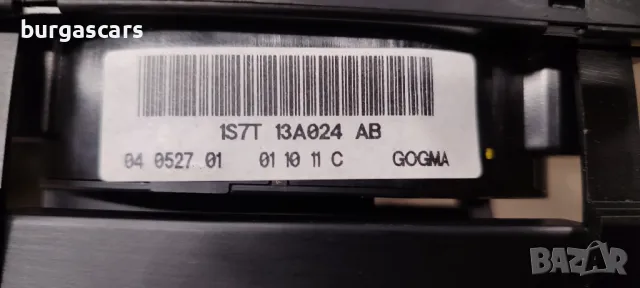 burgascars
1S7T 13A024 AB
04 0527 01 01 10 11 C GOGMA
BAZAR